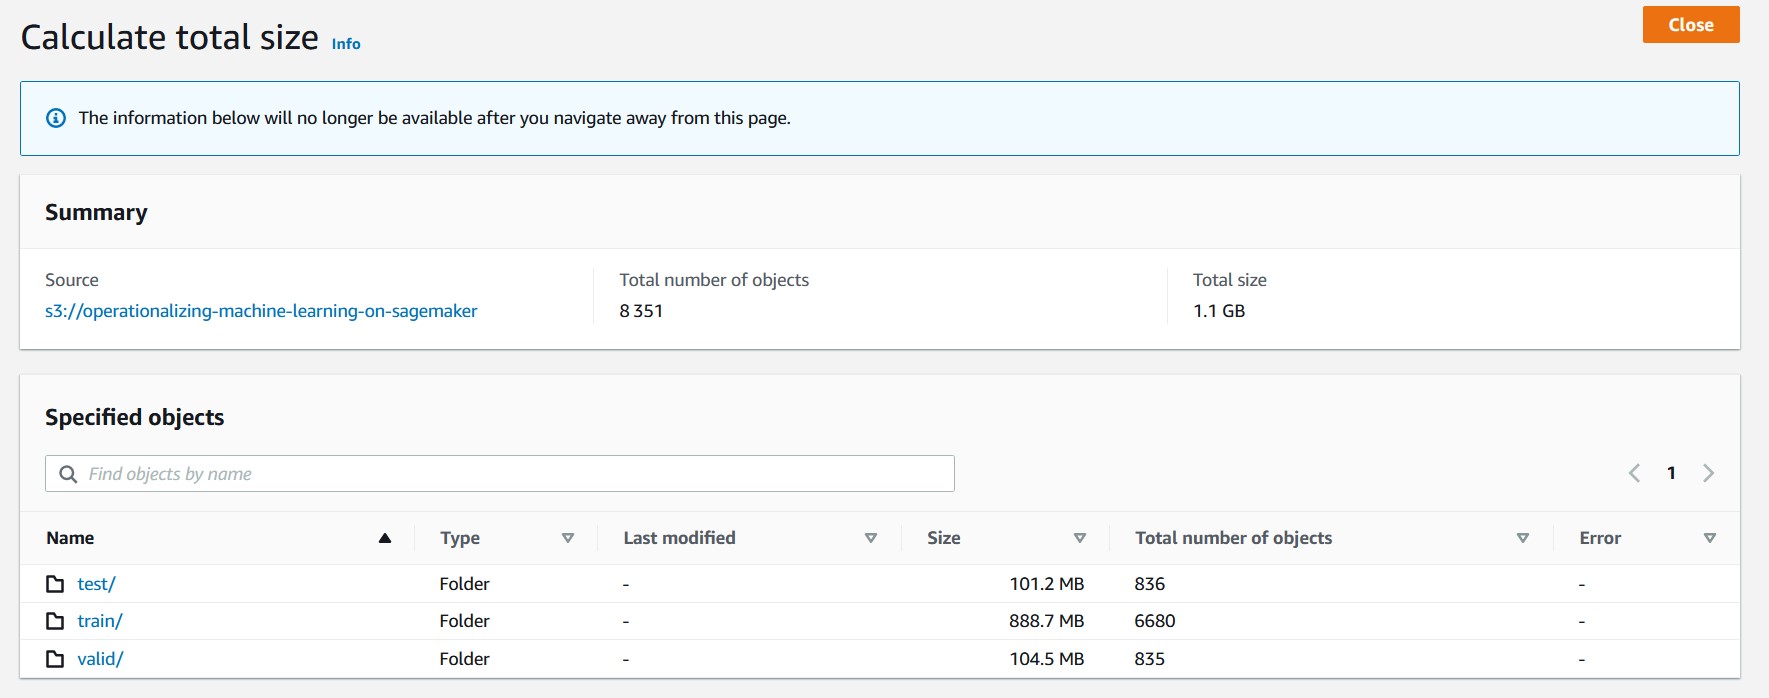 Calculate total size Info
Close
The information below will no longer be available after you navigate away from this page.
Summary
Source
s3://operationalizing-machine-learning-on-sagemaker
Total number of objects
8 351
Total size
1.1 GB
Specified objects
Find objects by name
1
Name Type Last modified Size Total number of objects Error
test/ Folder - 101.2 MB 836 -
train/ Folder - 888.7 MB 6680 -
valid/ Folder - 104.5 MB 835 -